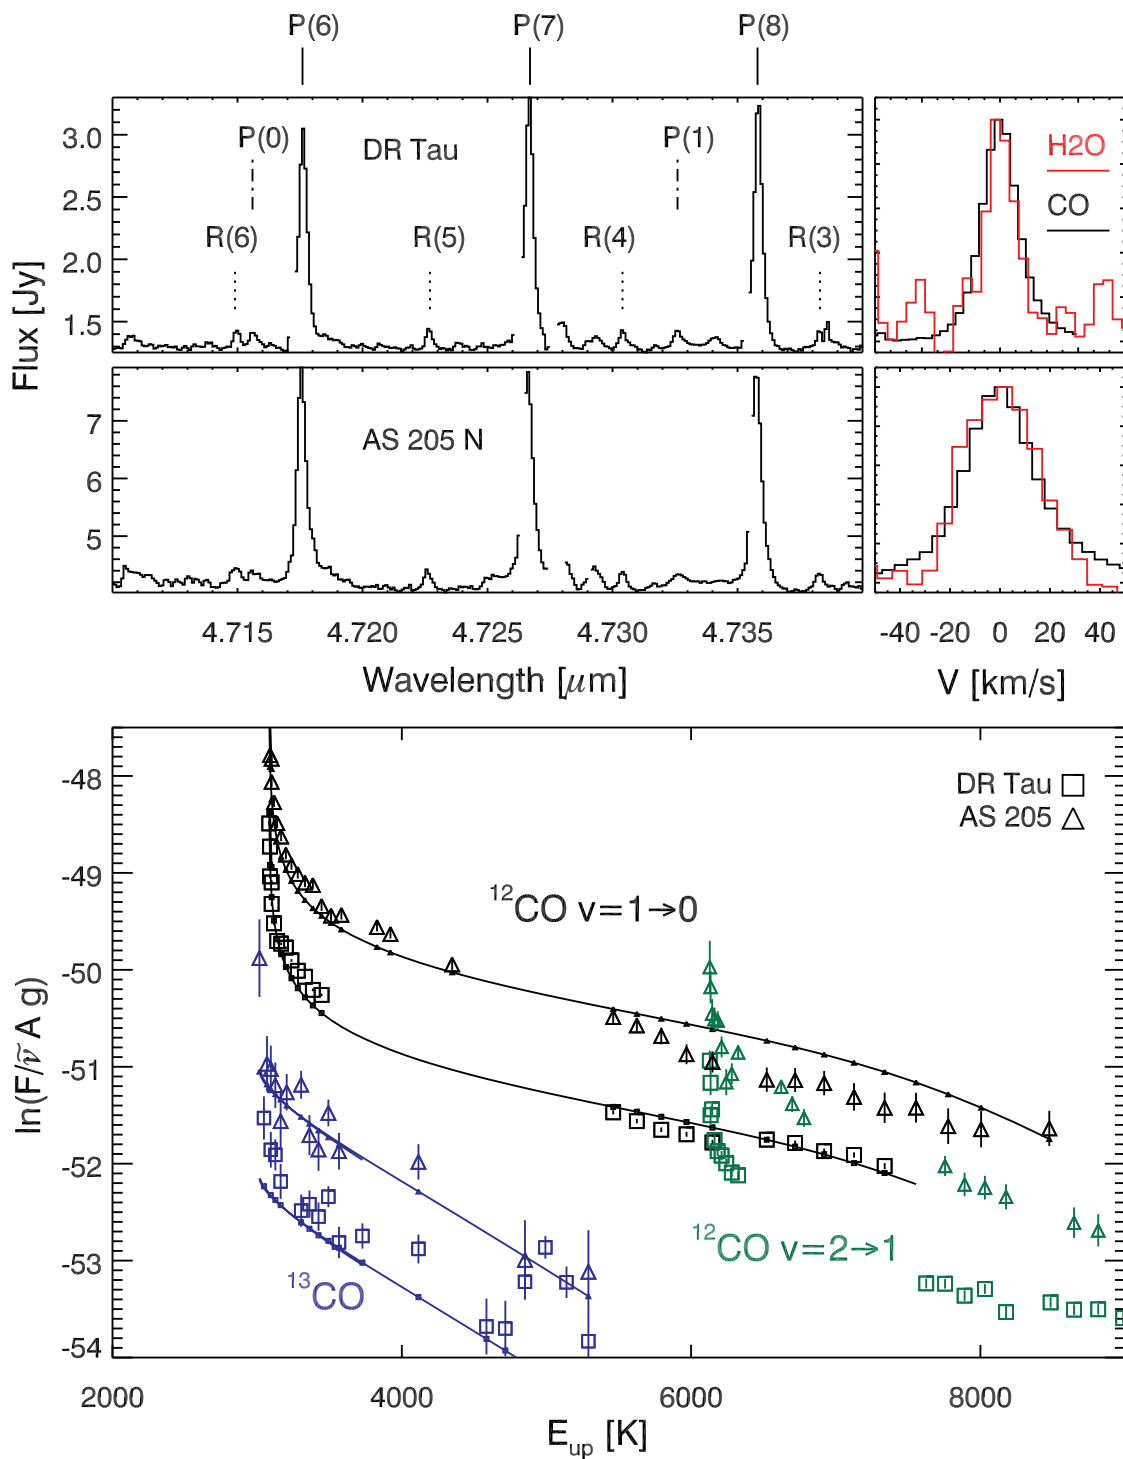 P(6) P(7) P(8)
3.0
2.5
2.0
1.5
P(0)
DR Tau
P(1)
R(6) R(5) R(4) R(3)
H2O
CO
Flux [Jy]
7
6
5
AS 205 N
4.715 4.720 4.725 4.730 4.735
Wavelength [μm]
-40 -20 0 20 40
V [km/s]
-48
-49
-50
-51
-52
-53
-54
ln(F/ν̃ A g)
DR Tau
AS 205
¹²CO v=1→0
¹²CO v=2→1
¹³CO
2000 4000 6000 8000
E_up [K]